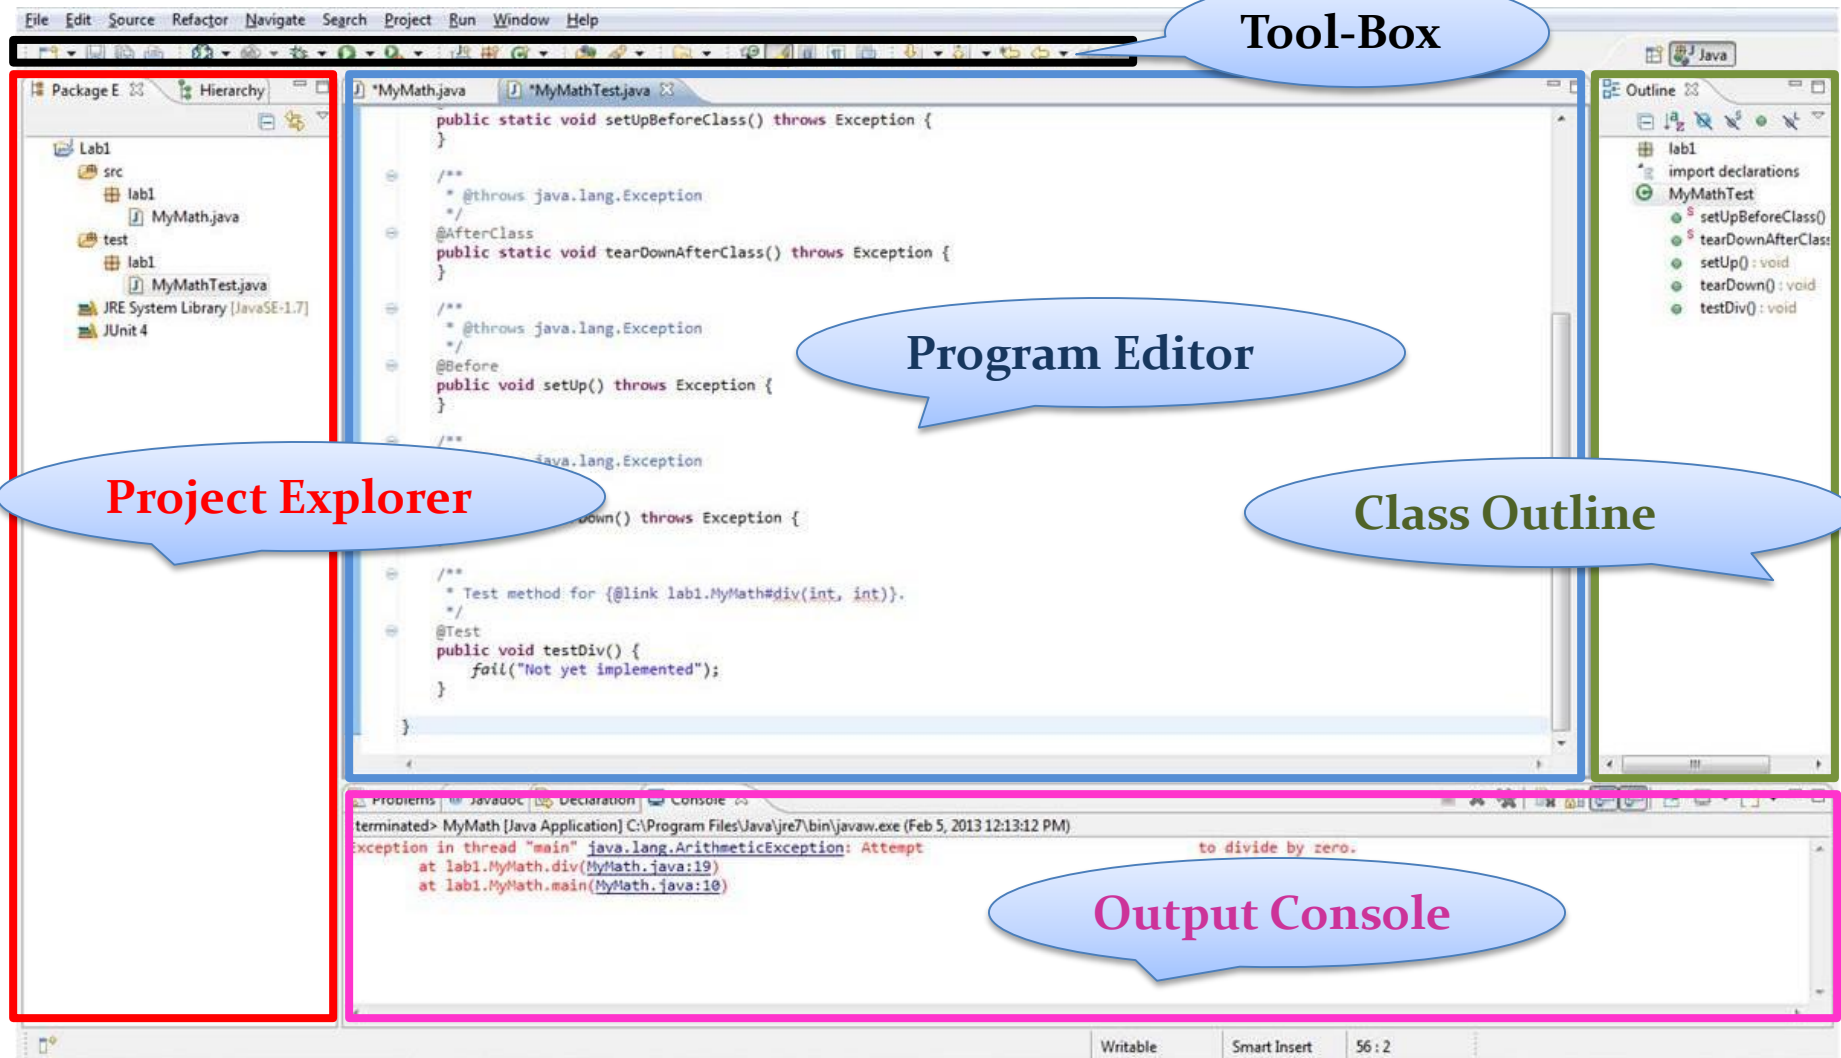 File Edit Source Refactor Navigate Search Project Run Window Help
Tool-Box
Java
Package E
Hierarchy
Lab1
src
lab1
MyMath.java
test
lab1
MyMathTest.java
JRE System Library [JavaSE-1.7]
JUnit 4
Project Explorer
*MyMath.java
*MyMathTest.java
public static void setUpBeforeClass() throws Exception {
}
/**
* @throws java.lang.Exception
*/
@AfterClass
public static void tearDownAfterClass() throws Exception {
}
/**
* @throws java.lang.Exception
*/
@Before
public void setUp() throws Exception {
}
/**
java.lang.Exception
own() throws Exception {
/**
* Test method for {@link lab1.MyMath#div(int, int)}.
*/
@Test
public void testDiv() {
fail("Not yet implemented");
}
}
Program Editor
Outline
lab1
import declarations
MyMathTest
S setUpBeforeClass()
S tearDownAfterClass
setUp() : void
tearDown() : void
testDiv() : void
Class Outline
Problems Javadoc Declaration Console
terminated> MyMath [Java Application] C:\Program Files\Java\jre7\bin\javaw.exe (Feb 5, 2013 12:13:12 PM)
Exception in thread "main" java.lang.ArithmeticException: Attempt to divide by zero.
at lab1.MyMath.div(MyMath.java:19)
at lab1.MyMath.main(MyMath.java:10)
Output Console
Writable Smart Insert 56 : 2